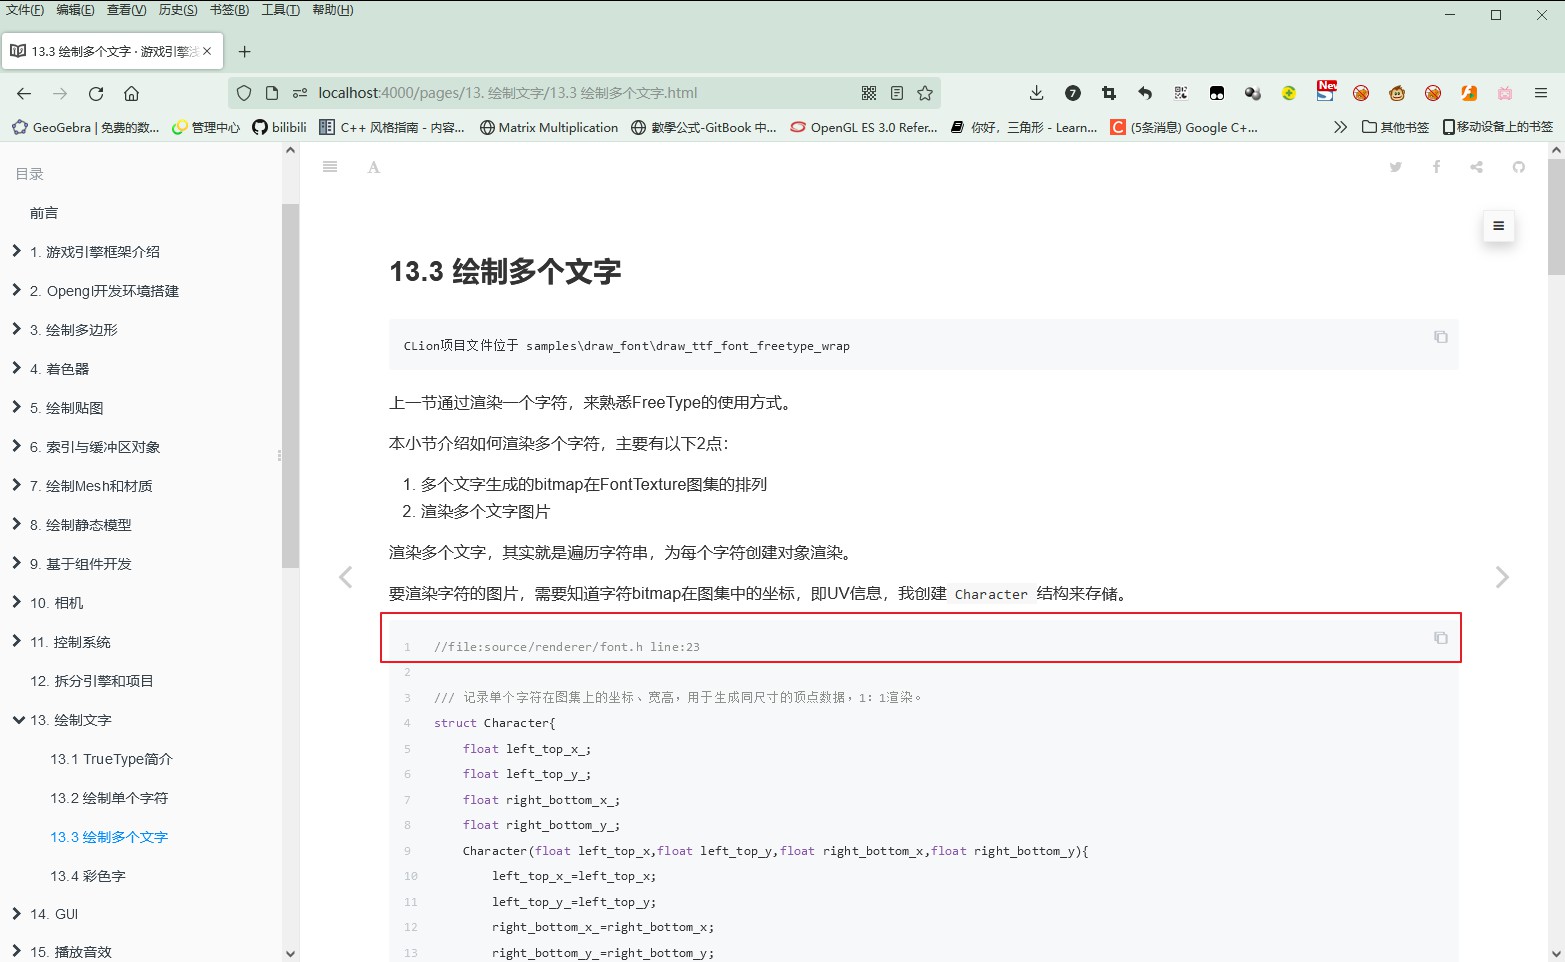 文件(F) 编辑(E) 查看(V) 历史(S) 书签(B) 工具(T) 帮助(H)
13.3 绘制多个文字 · 游戏引擎浅
localhost:4000/pages/13. 绘制文字/13.3 绘制多个文字.html
7
New
GeoGebra | 免费的数...
管理中心
bilibili
C++ 风格指南 - 内容...
Matrix Multiplication
數學公式-GitBook 中...
OpenGL ES 3.0 Refer...
你好，三角形 - Learn...
C
(5条消息) Google C+...
其他书签
移动设备上的书签
目录
前言
1. 游戏引擎框架介绍
2. Opengl开发环境搭建
3. 绘制多边形
4. 着色器
5. 绘制贴图
6. 索引与缓冲区对象
7. 绘制Mesh和材质
8. 绘制静态模型
9. 基于组件开发
10. 相机
11. 控制系统
12. 拆分引擎和项目
13. 绘制文字
13.1 TrueType简介
13.2 绘制单个字符
13.3 绘制多个文字
13.4 彩色字
14. GUI
15. 播放音效
A
13.3 绘制多个文字
CLion项目文件位于 samples\draw_font\draw_ttf_font_freetype_wrap
上一节通过渲染一个字符，来熟悉FreeType的使用方式。
本小节介绍如何渲染多个字符，主要有以下2点：
1. 多个文字生成的bitmap在FontTexture图集的排列
2. 渲染多个文字图片
渲染多个文字，其实就是遍历字符串，为每个字符创建对象渲染。
要渲染字符的图片，需要知道字符bitmap在图集中的坐标，即UV信息，我创建 Character 结构来存储。
1 //file:source/renderer/font.h line:23
2
3 /// 记录单个字符在图集上的坐标、宽高，用于生成同尺寸的顶点数据，1：1渲染。
4 struct Character{
5 float left_top_x_;
6 float left_top_y_;
7 float right_bottom_x_;
8 float right_bottom_y_;
9 Character(float left_top_x,float left_top_y,float right_bottom_x,float right_bottom_y){
10 left_top_x_=left_top_x;
11 left_top_y_=left_top_y;
12 right_bottom_x_=right_bottom_x;
13 right_bottom_y_=right_bottom_y;